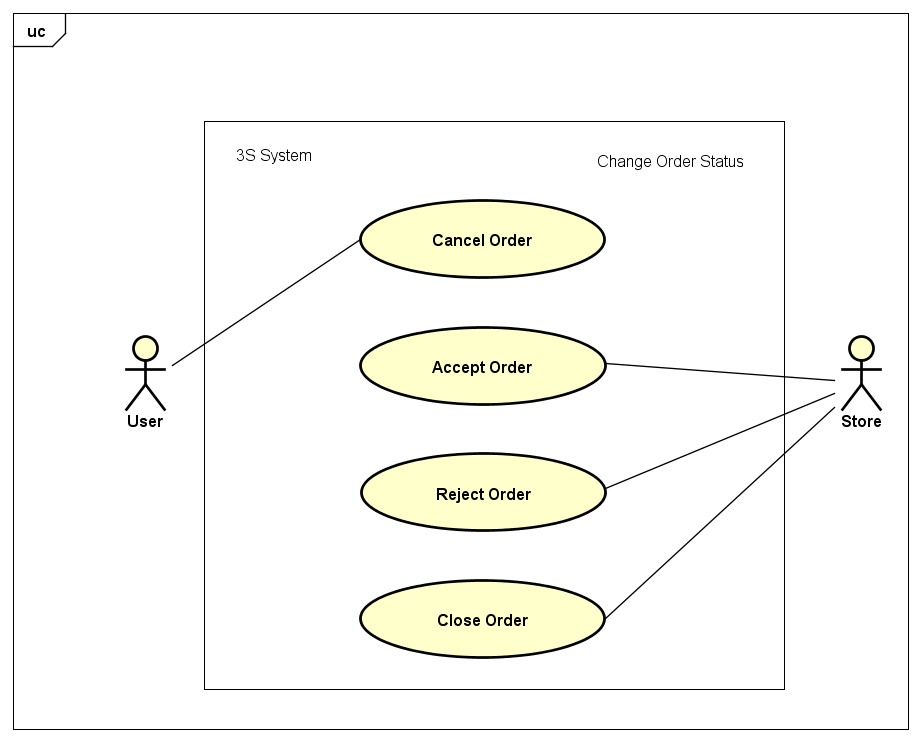 uc
3S System
Change Order Status
Cancel Order
Accept Order
User
Store
Reject Order
Close Order